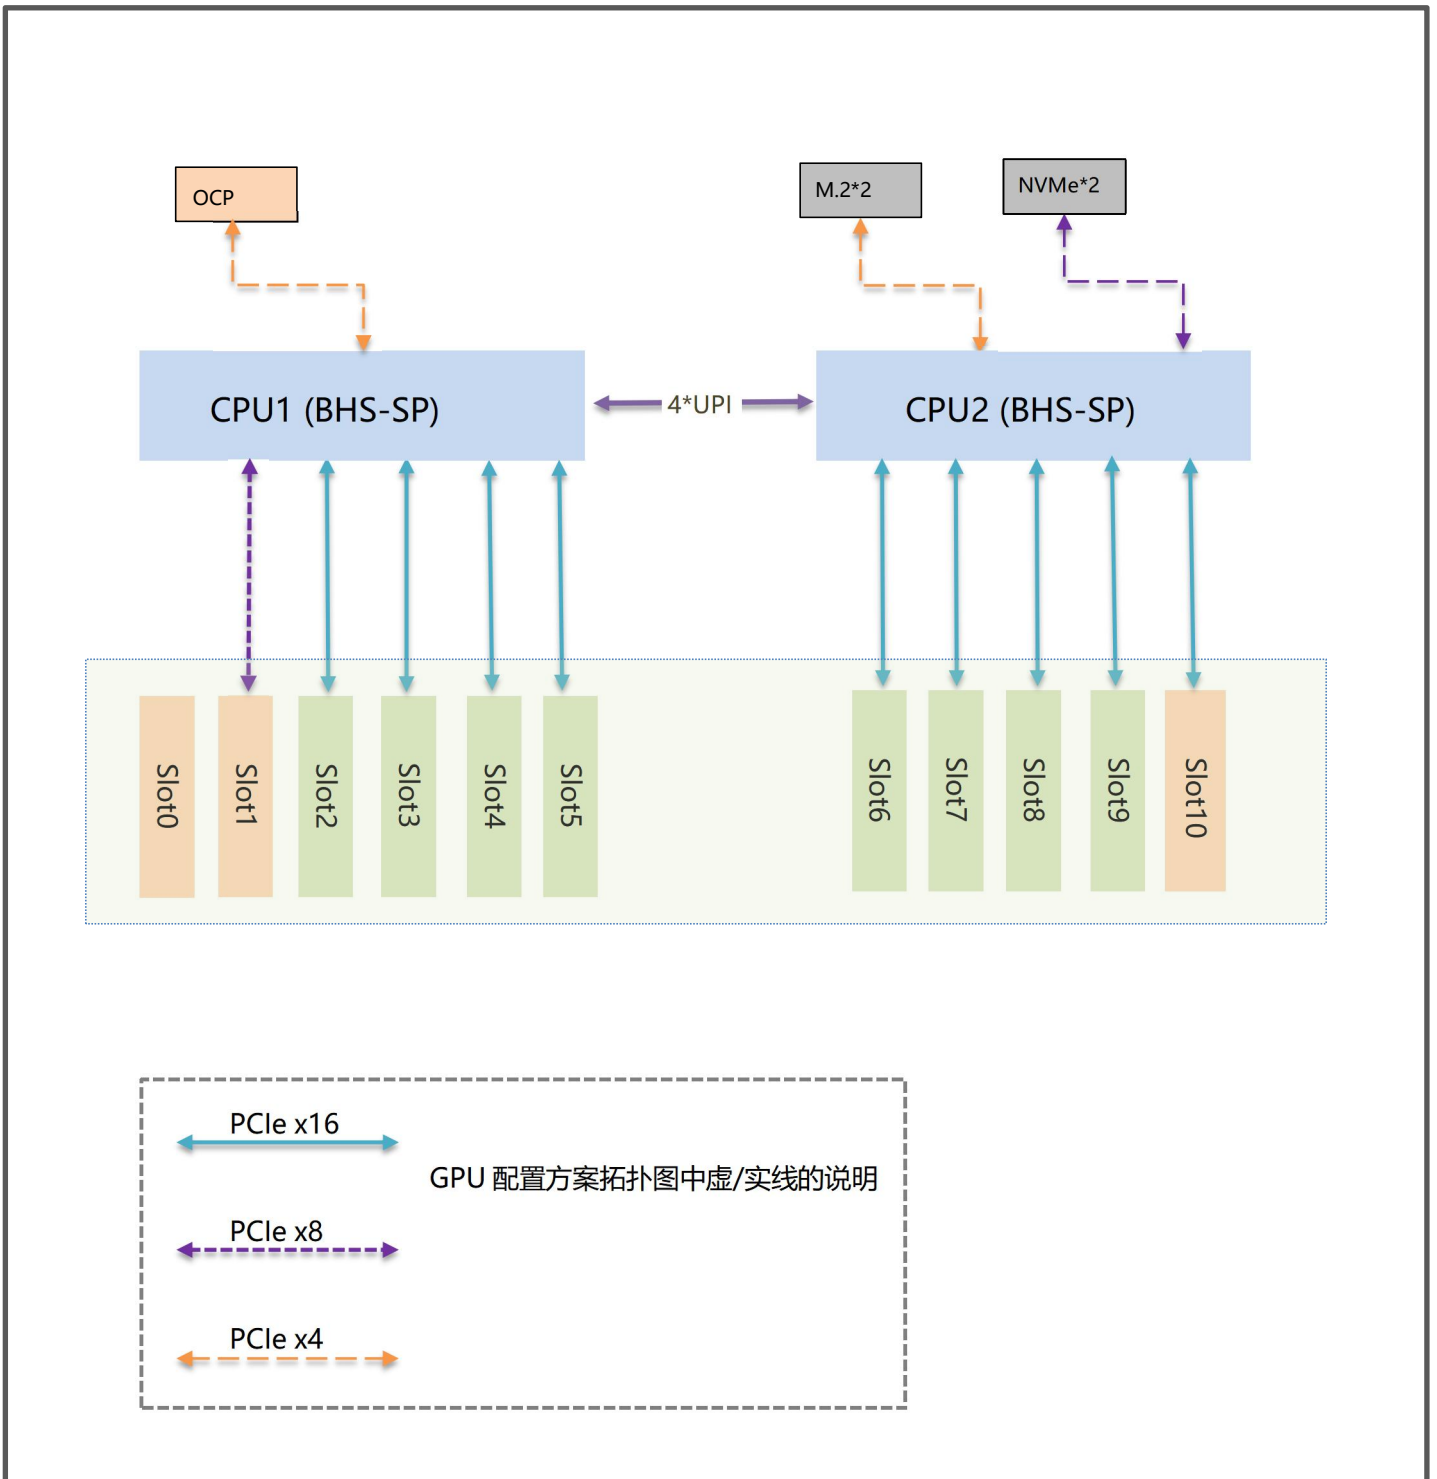 OCP
M.2*2
NVMe*2
CPU1 (BHS-SP)
4*UPI
CPU2 (BHS-SP)
Slot0
Slot1
Slot2
Slot3
Slot4
Slot5
Slot6
Slot7
Slot8
Slot9
Slot10
PCIe x16
GPU 配置方案拓扑图中虚/实线的说明
PCIe x8
PCIe x4